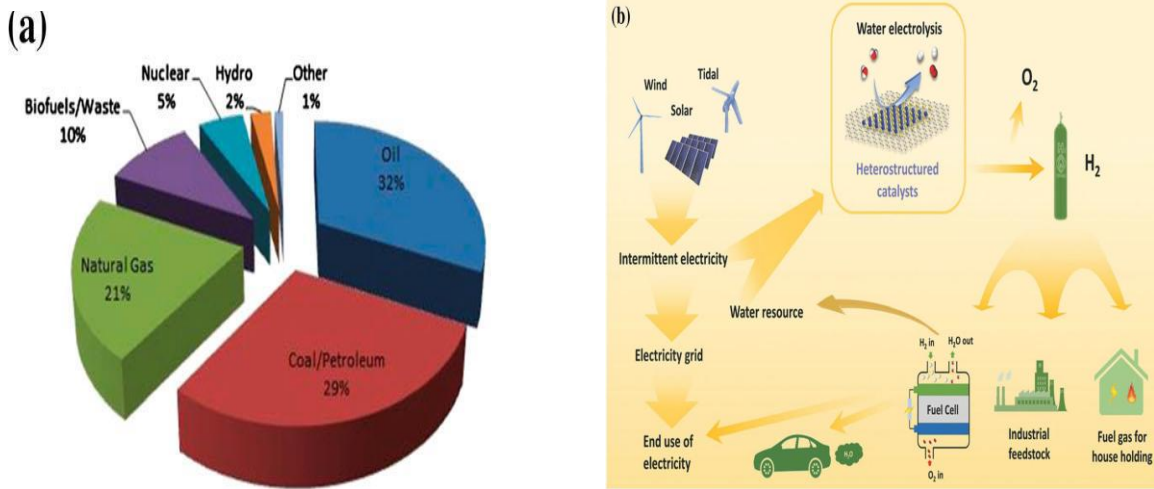 (a)
Nuclear
5%
Hydro
2%
Other
1%
Biofuels/Waste
10%
Oil
32%
Natural Gas
21%
Coal/Petroleum
29%
(b)
Water electrolysis
Heterostructured
catalysts
Wind
Tidal
Solar
O2
H2
Intermittent electricity
Water resource
Electricity grid
End use of
electricity
H2 in
H2O out
Fuel Cell
O2 in
H2O
Industrial
feedstock
Fuel gas for
house holding